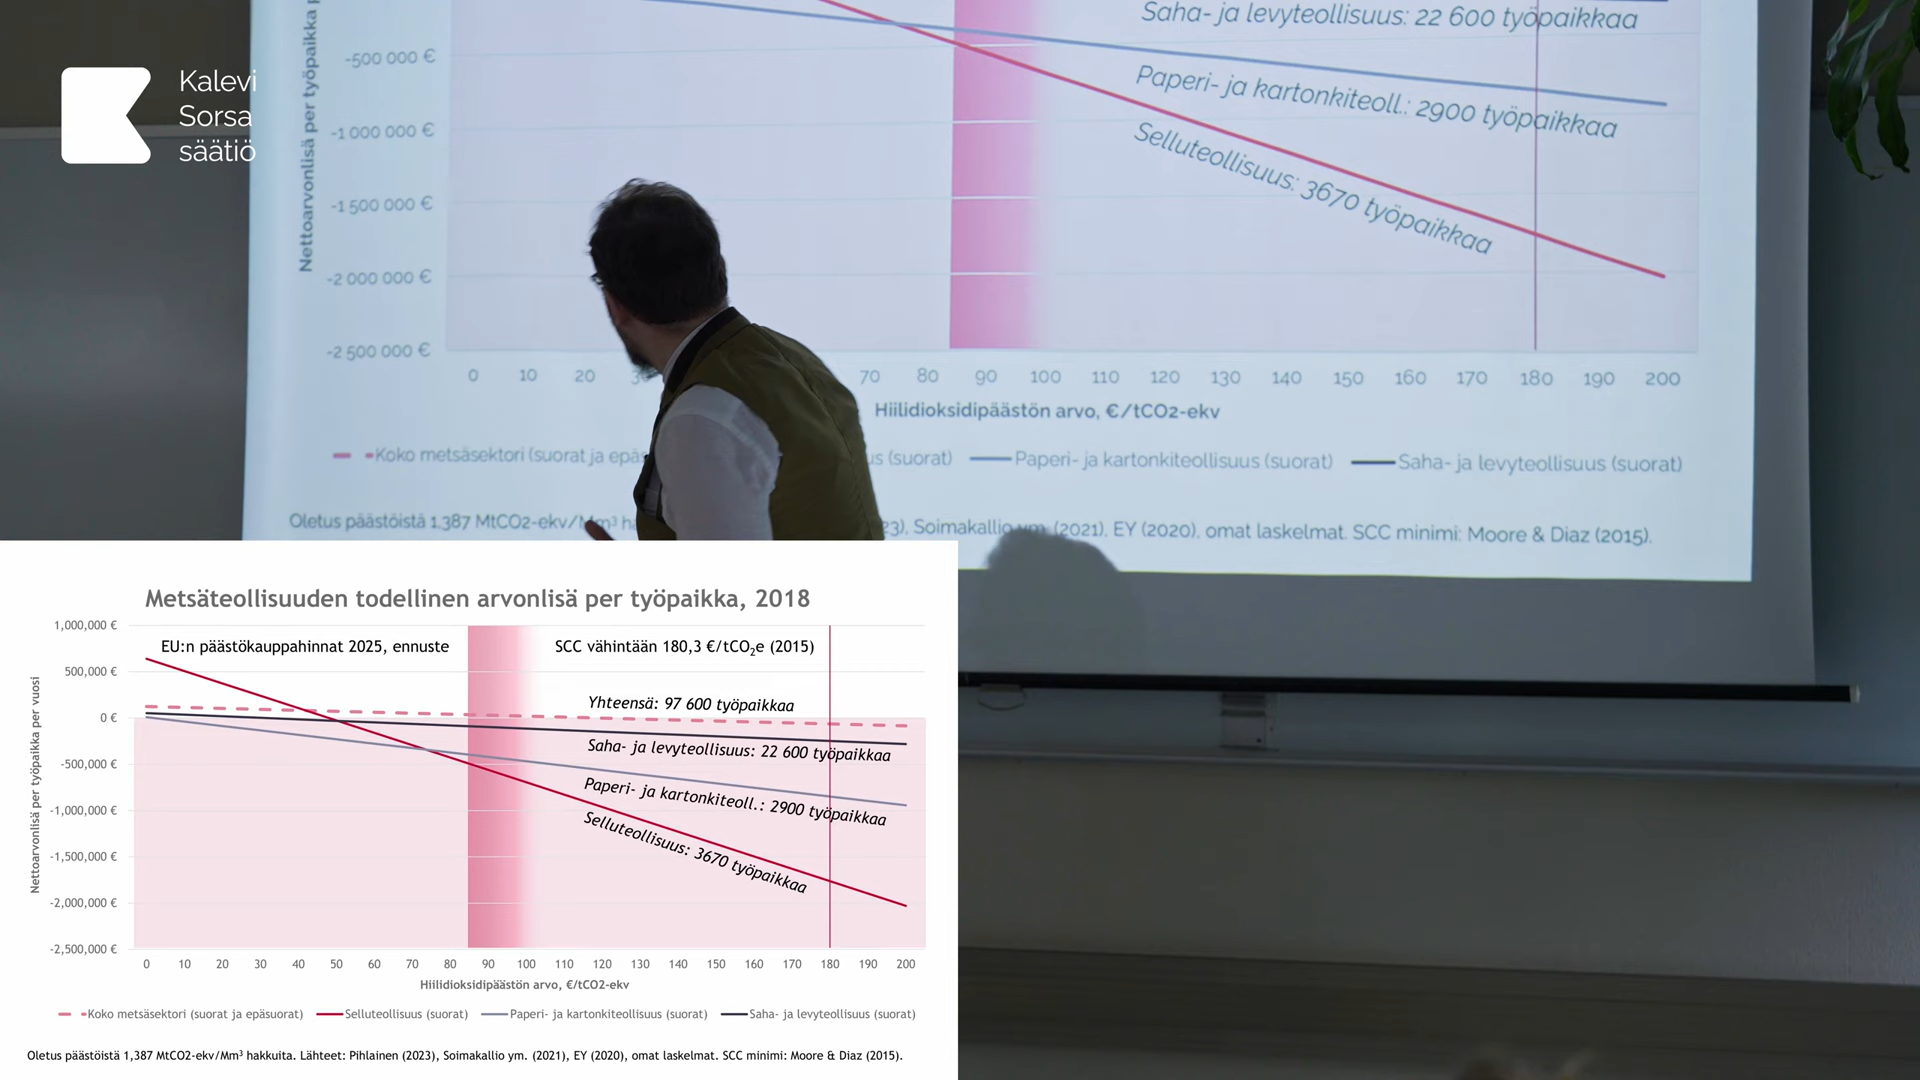 Kalevi
Sorsa
säätiö
Nettoarvonlisä per työpaikka
-500 000 €
-1 000 000 €
-1 500 000 €
-2 000 000 €
-2 500 000 €
Saha- ja levyteollisuus: 22 600 työpaikkaa
Paperi- ja kartonkiteoll.: 2900 työpaikkaa
Selluteollisuus: 3670 työpaikkaa
0 10 20 70 80 90 100 110 120 130 140 150 160 170 180 190 200
Hiilidioksidipäästön arvo, €/tCO2-ekv
Koko metsäsektori (suorat ja (suorat) Paperi- ja kartonkiteollisuus (suorat) Saha- ja levyteollisuus (suorat)
Oletus päästöistä 1,387 MtCO2-ekv/Mm³ Soimakallio ym. (2021), EY (2020), omat laskelmat. SCC minimi: Moore & Diaz (2015).
Metsäteollisuuden todellinen arvonlisä per työpaikka, 2018
Nettoarvonlisä per työpaikka per vuosi
1,000,000 €
500,000 €
0 €
-500,000 €
-1,000,000 €
-1,500,000 €
-2,000,000 €
-2,500,000 €
EU:n päästökauppahinnat 2025, ennuste
SCC vähintään 180,3 €/tCO₂e (2015)
Yhteensä: 97 600 työpaikkaa
Saha- ja levyteollisuus: 22 600 työpaikkaa
Paperi- ja kartonkiteoll.: 2900 työpaikkaa
Selluteollisuus: 3670 työpaikkaa
0 10 20 30 40 50 60 70 80 90 100 110 120 130 140 150 160 170 180 190 200
Hiilidioksidipäästön arvo, €/tCO2-ekv
Koko metsäsektori (suorat ja epäsuorat) Selluteollisuus (suorat) Paperi- ja kartonkiteollisuus (suorat) Saha- ja levyteollisuus (suorat)
Oletus päästöistä 1,387 MtCO2-ekv/Mm³ hakkuita. Lähteet: Pihlainen (2023), Soimakallio ym. (2021), EY (2020), omat laskelmat. SCC minimi: Moore & Diaz (2015).